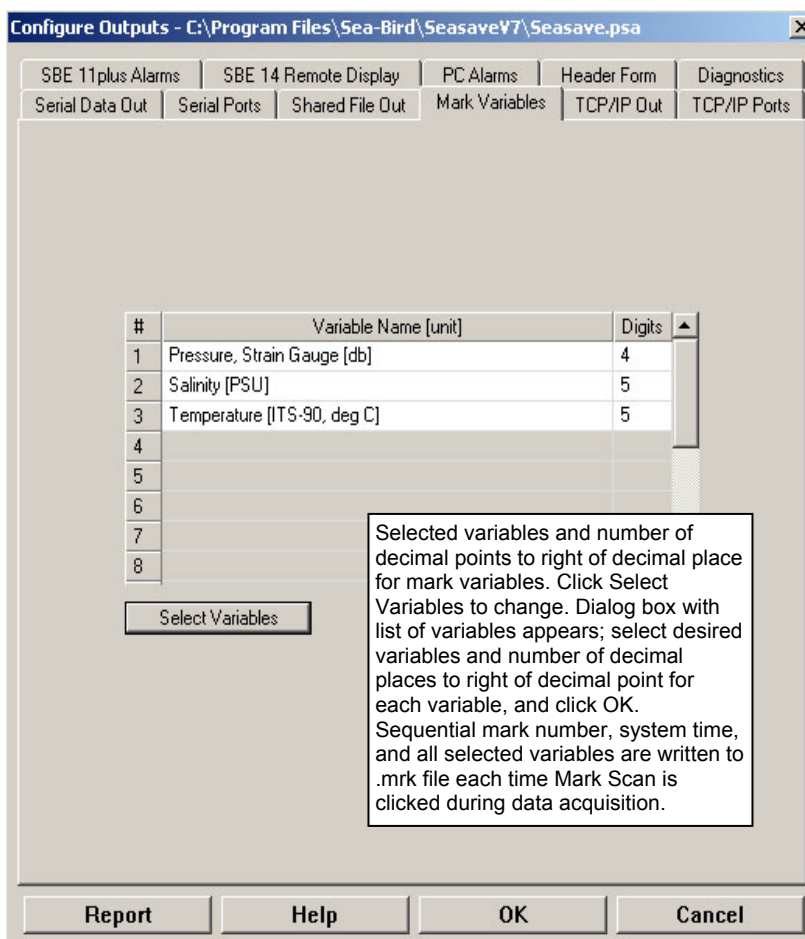 Configure Outputs - C:\Program Files\Sea-Bird\SeasaveV7\Seasave.psa
SBE 11plus Alarms
SBE 14 Remote Display
PC Alarms
Header Form
Diagnostics
Serial Data Out
Serial Ports
Shared File Out
Mark Variables
TCP/IP Out
TCP/IP Ports
# Variable Name [unit] Digits
1 Pressure, Strain Gauge [db] 4
2 Salinity [PSU] 5
3 Temperature [ITS-90, deg C] 5
4
5
6
7
8
Select Variables
Selected variables and number of
decimal points to right of decimal place
for mark variables. Click Select
Variables to change. Dialog box with
list of variables appears; select desired
variables and number of decimal
places to right of decimal point for
each variable, and click OK.
Sequential mark number, system time,
and all selected variables are written to
.mrk file each time Mark Scan is
clicked during data acquisition.
Report
Help
OK
Cancel